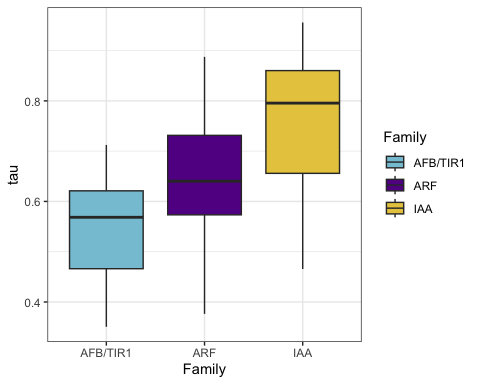 tau
0.8
0.6
0.4
AFB/TIR1 ARF IAA
Family
Family
AFB/TIR1
ARF
IAA